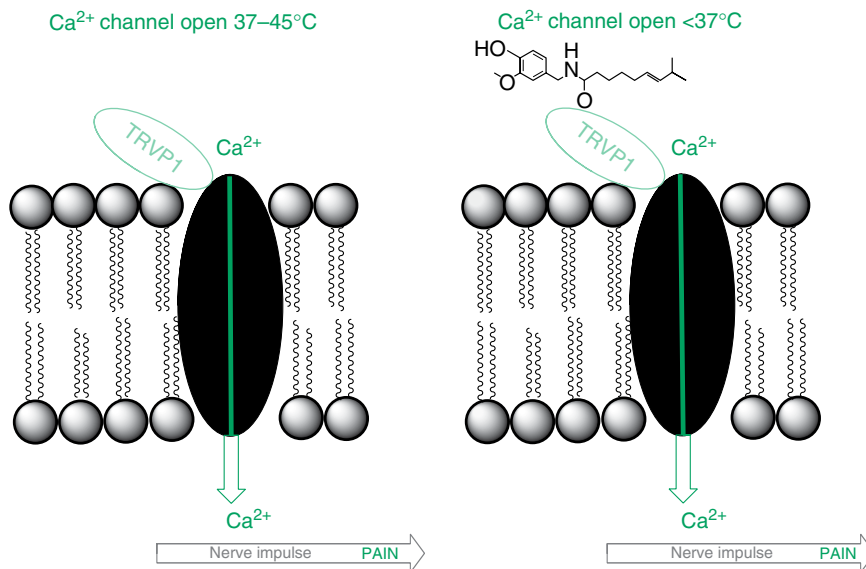 Ca²⁺ channel open 37–45°C
Ca²⁺ channel open <37°C
HO
H
N
O
O
TRVP1
Ca²⁺
TRVP1
Ca²⁺
Ca²⁺
Ca²⁺
Nerve impulse PAIN
Nerve impulse PAIN